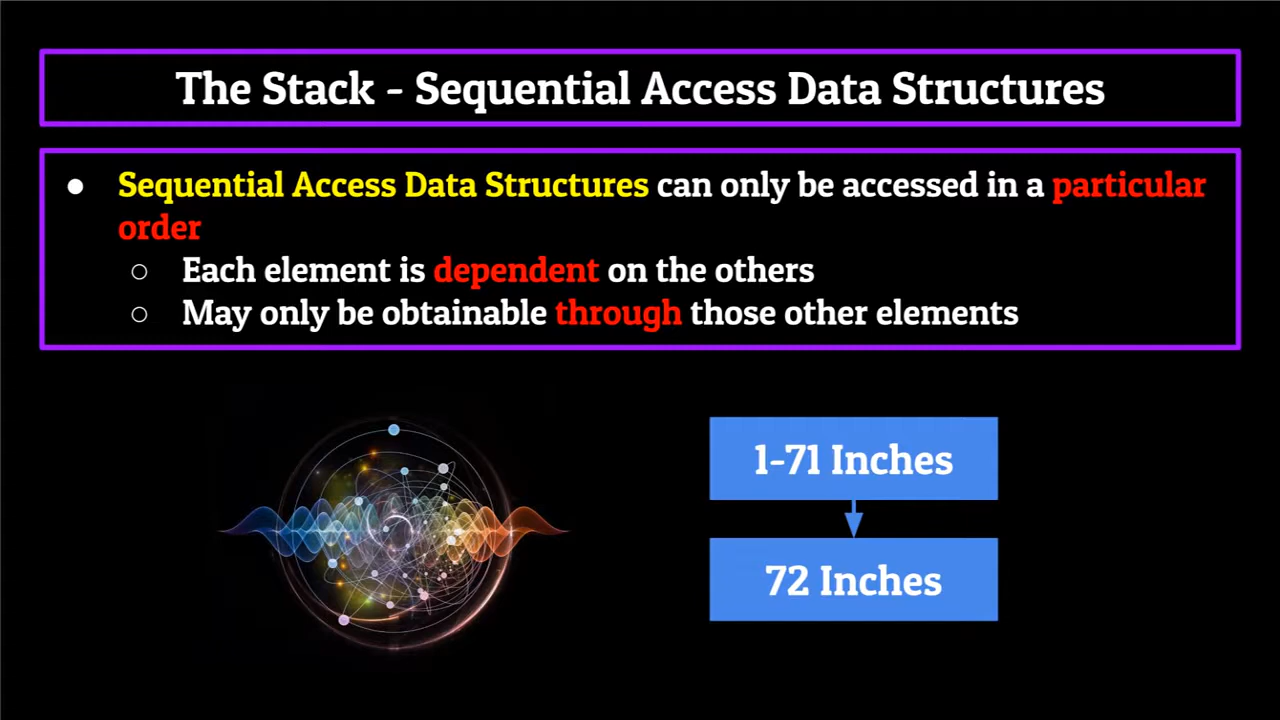 The Stack - Sequential Access Data Structures
● Sequential Access Data Structures can only be accessed in a particular
order
○ Each element is dependent on the others
○ May only be obtainable through those other elements
1-71 Inches
72 Inches